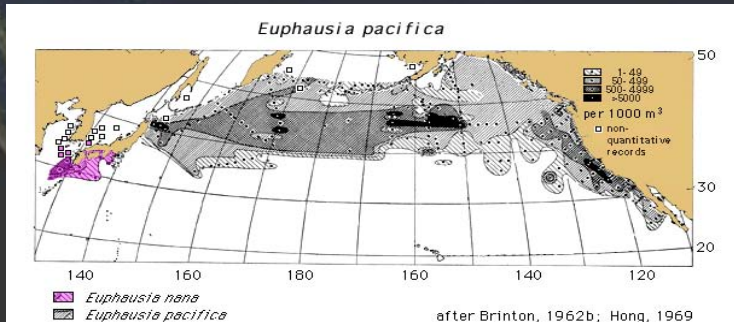 Euphausia pacifica
1-49
50-499
500-4999
>5000
per 1000 m³
non-
quantitative
records
50
30
20
140
160
180
160
140
120
Euphausia nana
Euphausia pacifica
after Brinton, 1962b; Hong, 1969